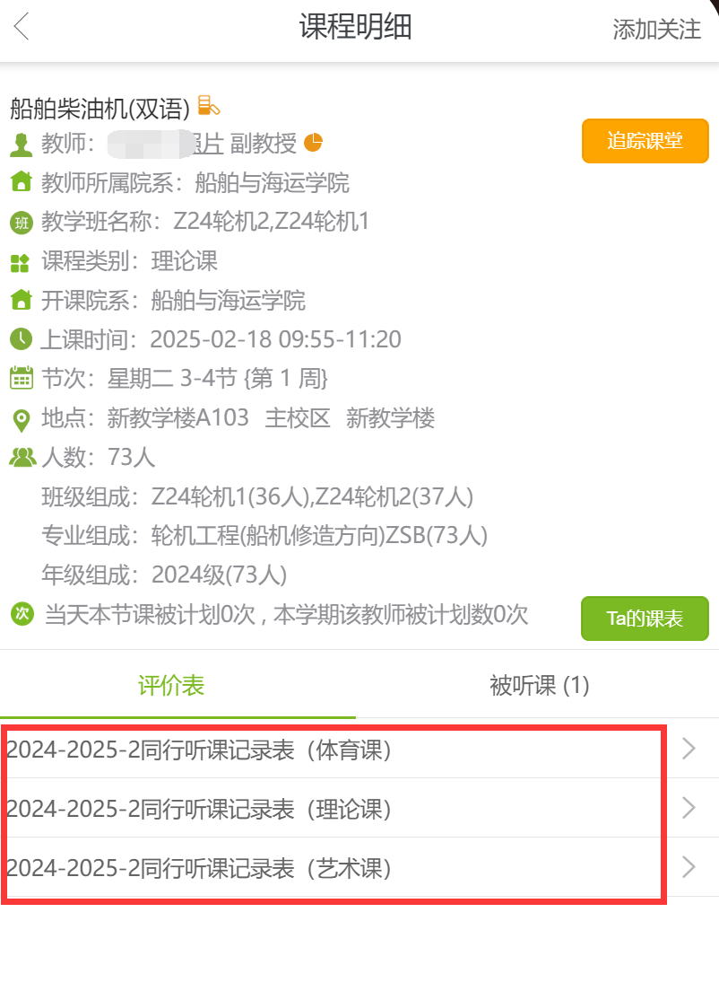 课程明细
添加关注
船舶柴油机(双语)
教师： 照片 副教授
追踪课堂
教师所属院系：船舶与海运学院
班 教学班名称：Z24轮机2,Z24轮机1
课程类别：理论课
开课院系：船舶与海运学院
上课时间：2025-02-18 09:55-11:20
节次：星期二 3-4节 {第 1 周}
地点：新教学楼A103 主校区 新教学楼
人数：73人
班级组成：Z24轮机1(36人),Z24轮机2(37人)
专业组成：轮机工程(船机修造方向)ZSB(73人)
年级组成：2024级(73人)
次 当天本节课被计划0次 , 本学期该教师被计划数0次
Ta的课表
评价表
被听课 (1)
2024-2025-2同行听课记录表（体育课）
2024-2025-2同行听课记录表（理论课）
2024-2025-2同行听课记录表（艺术课）